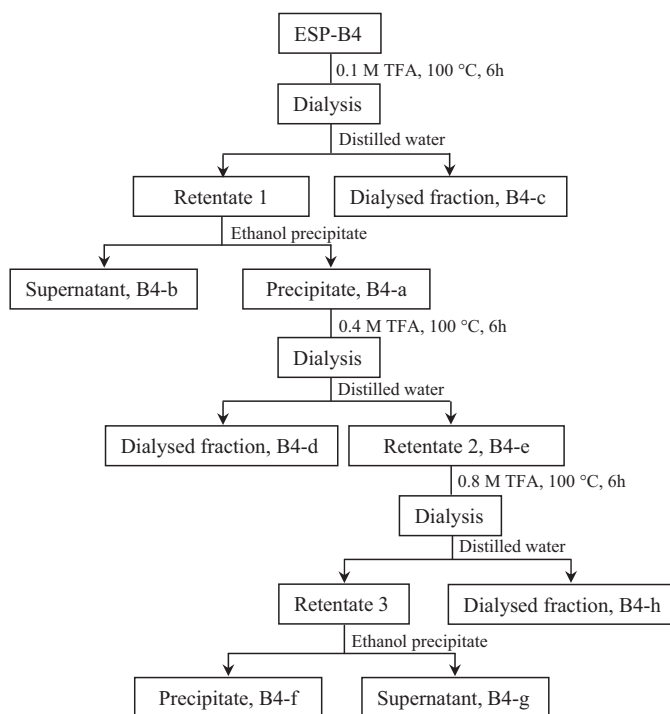 ESP-B4
0.1 M TFA, 100 °C, 6h
Dialysis
Distilled water
Retentate 1
Dialysed fraction, B4-c
Ethanol precipitate
Supernatant, B4-b
Precipitate, B4-a
0.4 M TFA, 100 °C, 6h
Dialysis
Distilled water
Dialysed fraction, B4-d
Retentate 2, B4-e
0.8 M TFA, 100 °C, 6h
Dialysis
Distilled water
Retentate 3
Dialysed fraction, B4-h
Ethanol precipitate
Precipitate, B4-f
Supernatant, B4-g